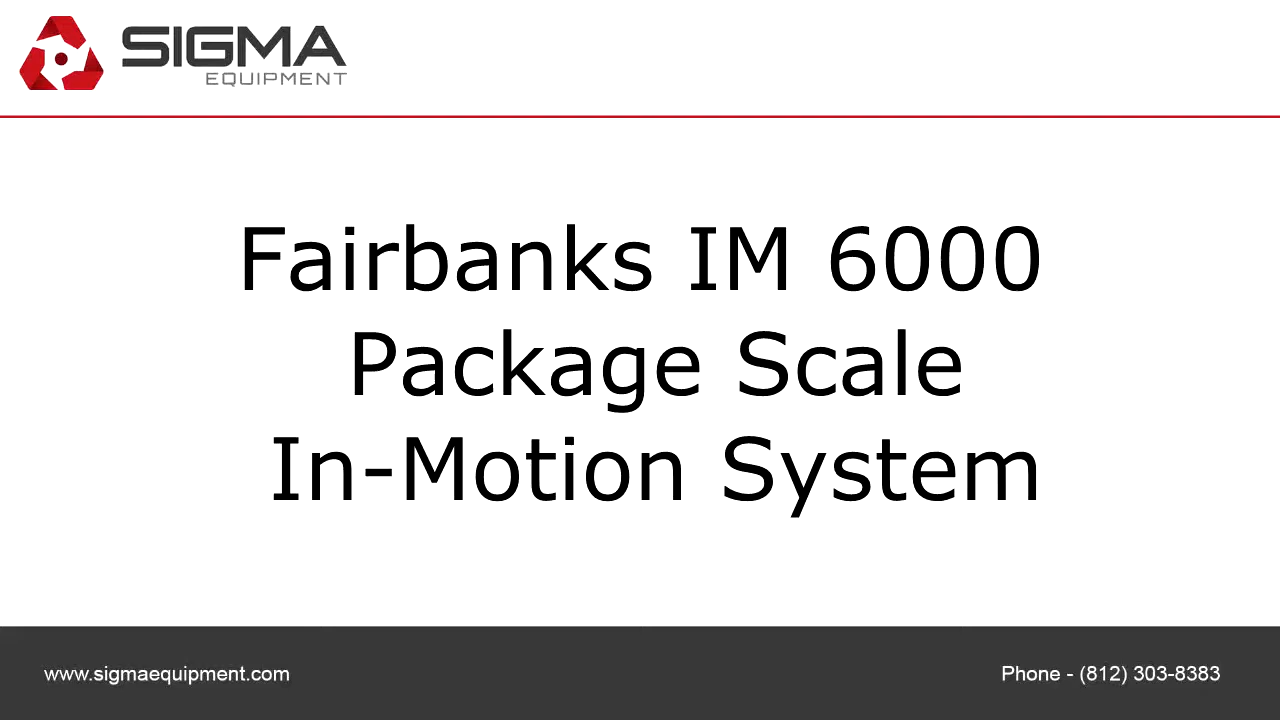 SIGMA
EQUIPMENT
Fairbanks IM 6000
Package Scale
In-Motion System
www.sigmaequipment.com
Phone - (812) 303-8383